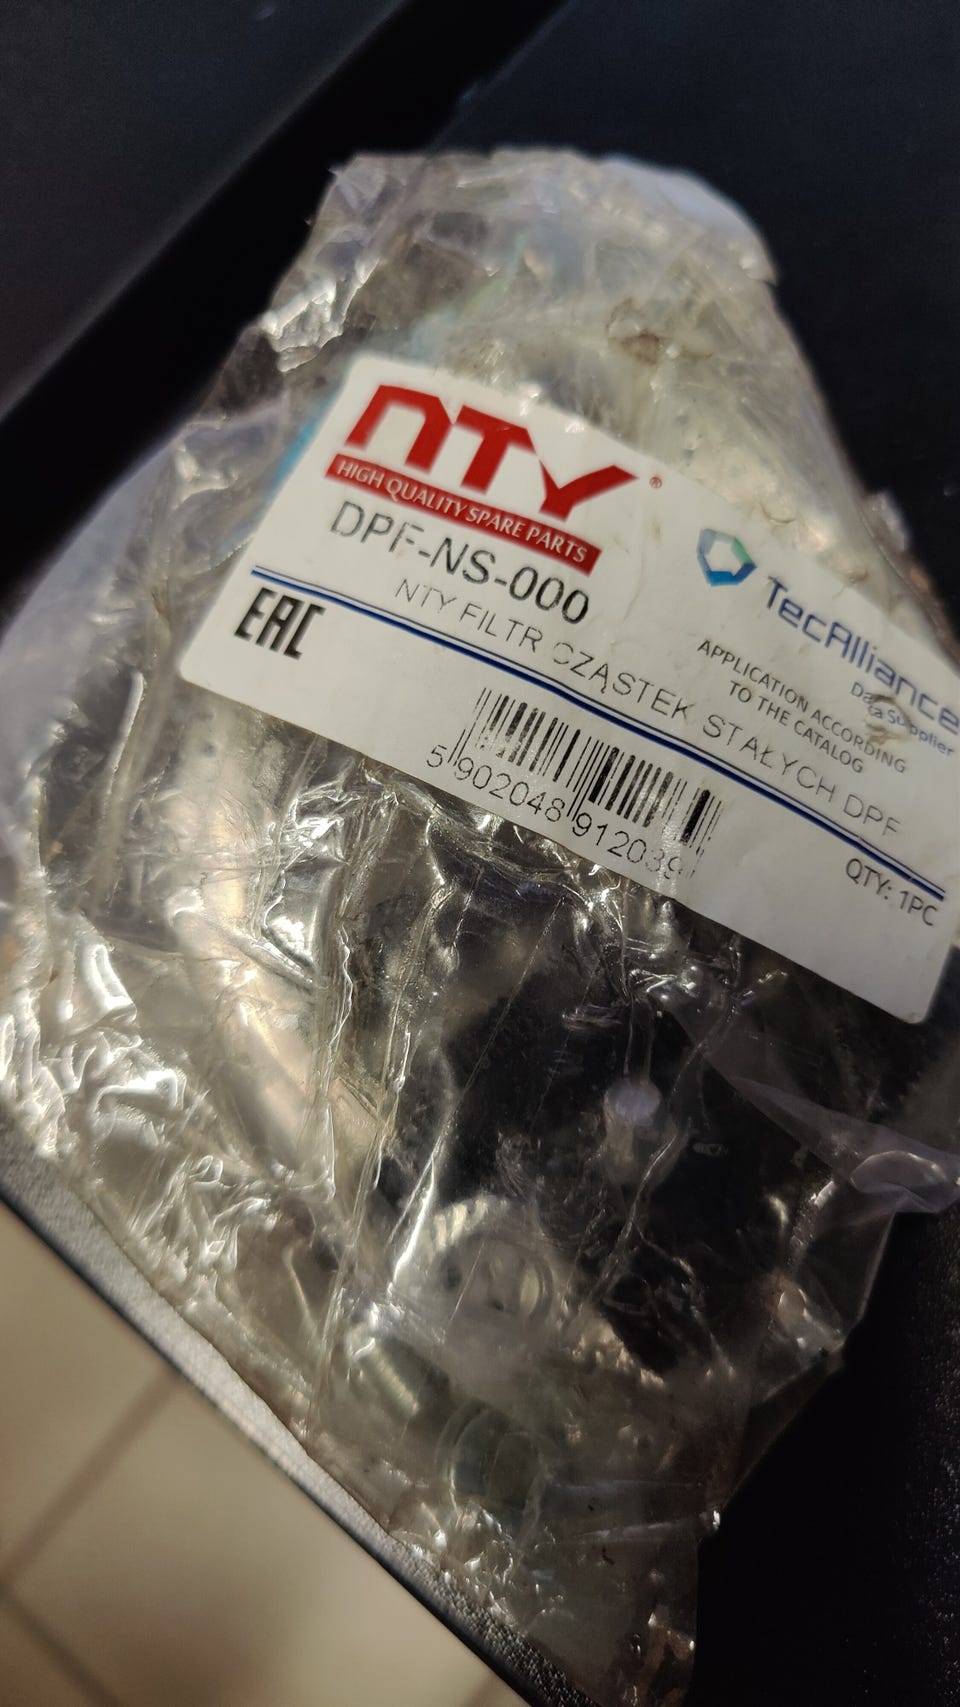 NTY®
HIGH QUALITY SPARE PARTS
DPF-NS-000
NTY FILTR CZĄSTEK STAŁYCH DPF
TecAlliance
Data Supplier
APPLICATION ACCORDING
TO THE CATALOG
EAC
5 902048 912039
QTY: 1PC